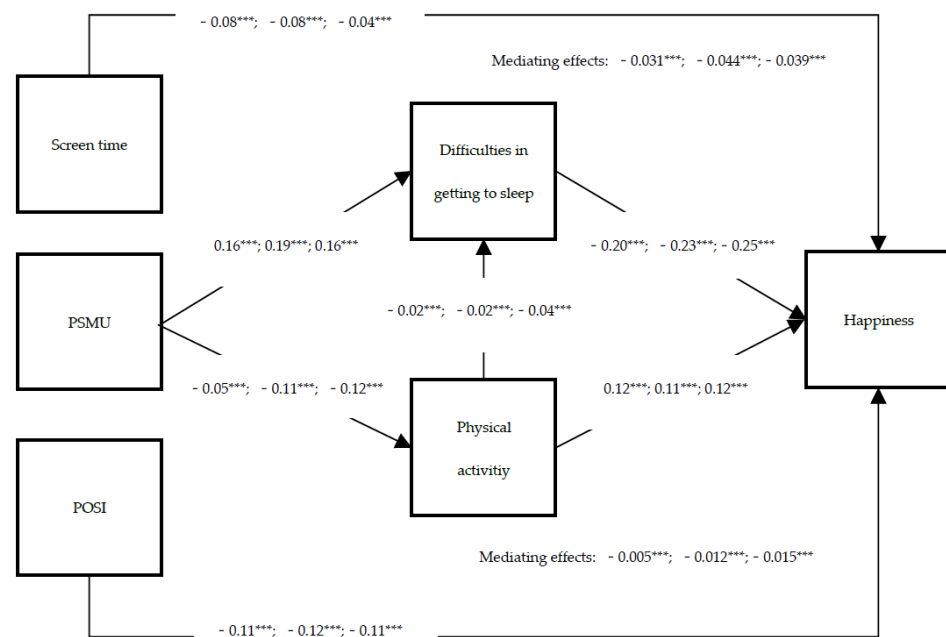 - 0.08***; - 0.08***; - 0.04***
Mediating effects: - 0.031***; - 0.044***; - 0.039***
Screen time
Difficulties in
getting to sleep
0.16***; 0.19***; 0.16***
- 0.20***; - 0.23***; - 0.25***
PSMU
- 0.02***; - 0.02***; - 0.04***
Happiness
- 0.05***; - 0.11***; - 0.12***
0.12***; 0.11***; 0.12***
Physical
activitiy
POSI
Mediating effects: - 0.005***; - 0.012***; - 0.015***
- 0.11***; - 0.12***; - 0.11***